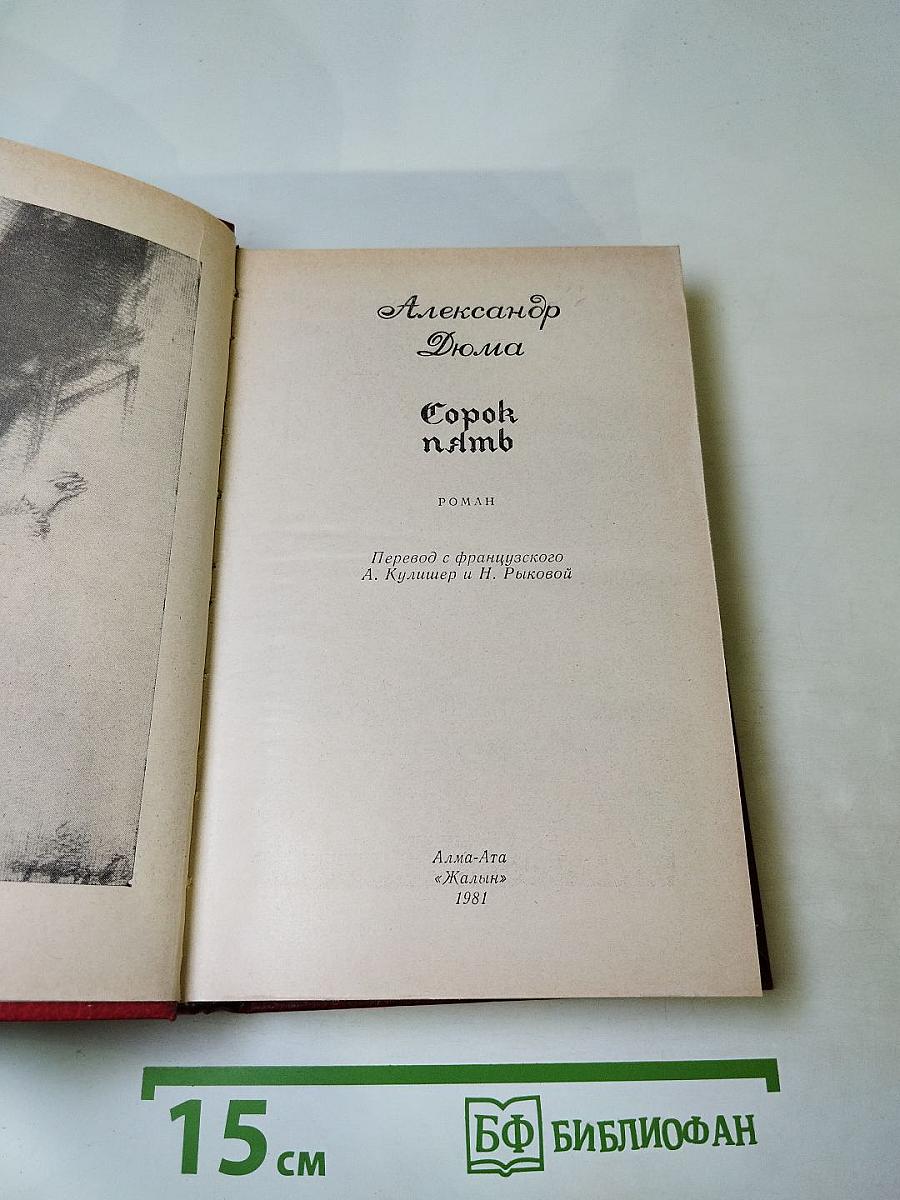 Александр
Дюма
Сорок
пять
РОМАН
Перевод с французского
А. Кулишер и Н. Рыковой
Алма-Ата
«Жалын»
1981
15 см
БФ БИБЛИОФАН